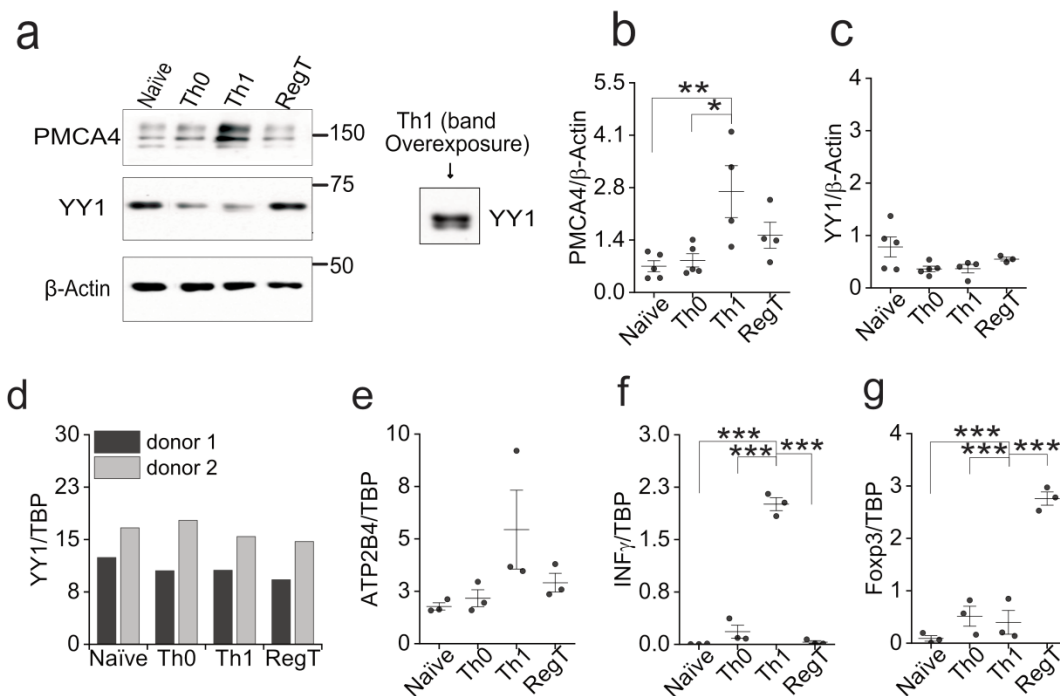 a
Naïve Th0 Th1 RegT
PMCA4
150
YY1
75
β-Actin
50
Th1 (band
Overexposure)
YY1
b
PMCA4/β-Actin
5.5
4.1
2.8
1.4
0.0
**
*
Naïve Th0 Th1 RegT
c
YY1/β-Actin
4
3
2
1
0
Naïve Th0 Th1 RegT
d
YY1/TBP
30
23
15
8
0
donor 1
donor 2
Naïve Th0 Th1 RegT
e
ATP2B4/TBP
10
8
5
3
0
Naïve Th0 Th1 RegT
f
INFγ/TBP
3.0
2.3
1.5
0.8
0.0
***
*** ***
Naïve Th0 Th1 RegT
g
Foxp3/TBP
4
3
2
1
0
***
*** ***
Naïve Th0 Th1 RegT